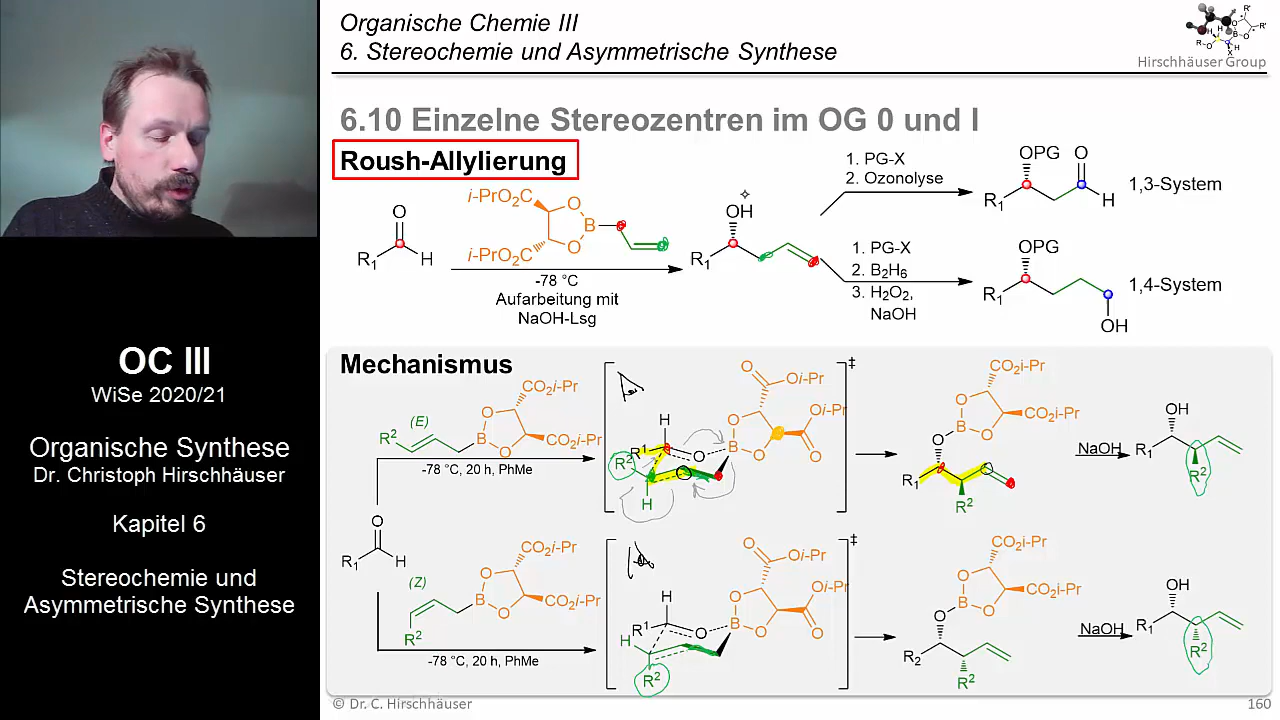 Organische Chemie III
6. Stereochemie und Asymmetrische Synthese
Hirschhäuser Group
6.10 Einzelne Stereozentren im OG 0 und I
Roush-Allylierung
i-PrO₂C
i-PrO₂C
O
O
B
O
R₁
H
-78 °C
Aufarbeitung mit
NaOH-Lsg
OH
R₁
1. PG-X
2. Ozonolyse
OPG
O
R₁
H
1,3-System
1. PG-X
2. B₂H₆
3. H₂O₂,
NaOH
OPG
R₁
OH
1,4-System
OC III
WiSe 2020/21
Organische Synthese
Dr. Christoph Hirschhäuser
Kapitel 6
Stereochemie und
Asymmetrische Synthese
Mechanismus
O
R₁
H
(E)
R²
B
O
O
CO₂i-Pr
CO₂i-Pr
-78 °C, 20 h, PhMe
H
R¹
R²
H
O
O
B
O
O
Oi-Pr
Oi-Pr
O
‡
CO₂i-Pr
CO₂i-Pr
O
B
O
O
R₁
R²
NaOH
OH
R₁
R²
(Z)
R²
B
O
O
CO₂i-Pr
CO₂i-Pr
-78 °C, 20 h, PhMe
H
R¹
H
R²
O
O
B
O
O
Oi-Pr
Oi-Pr
O
‡
CO₂i-Pr
CO₂i-Pr
O
B
O
O
R₂
R²
NaOH
OH
R₁
R²
© Dr. C. Hirschhäuser
160